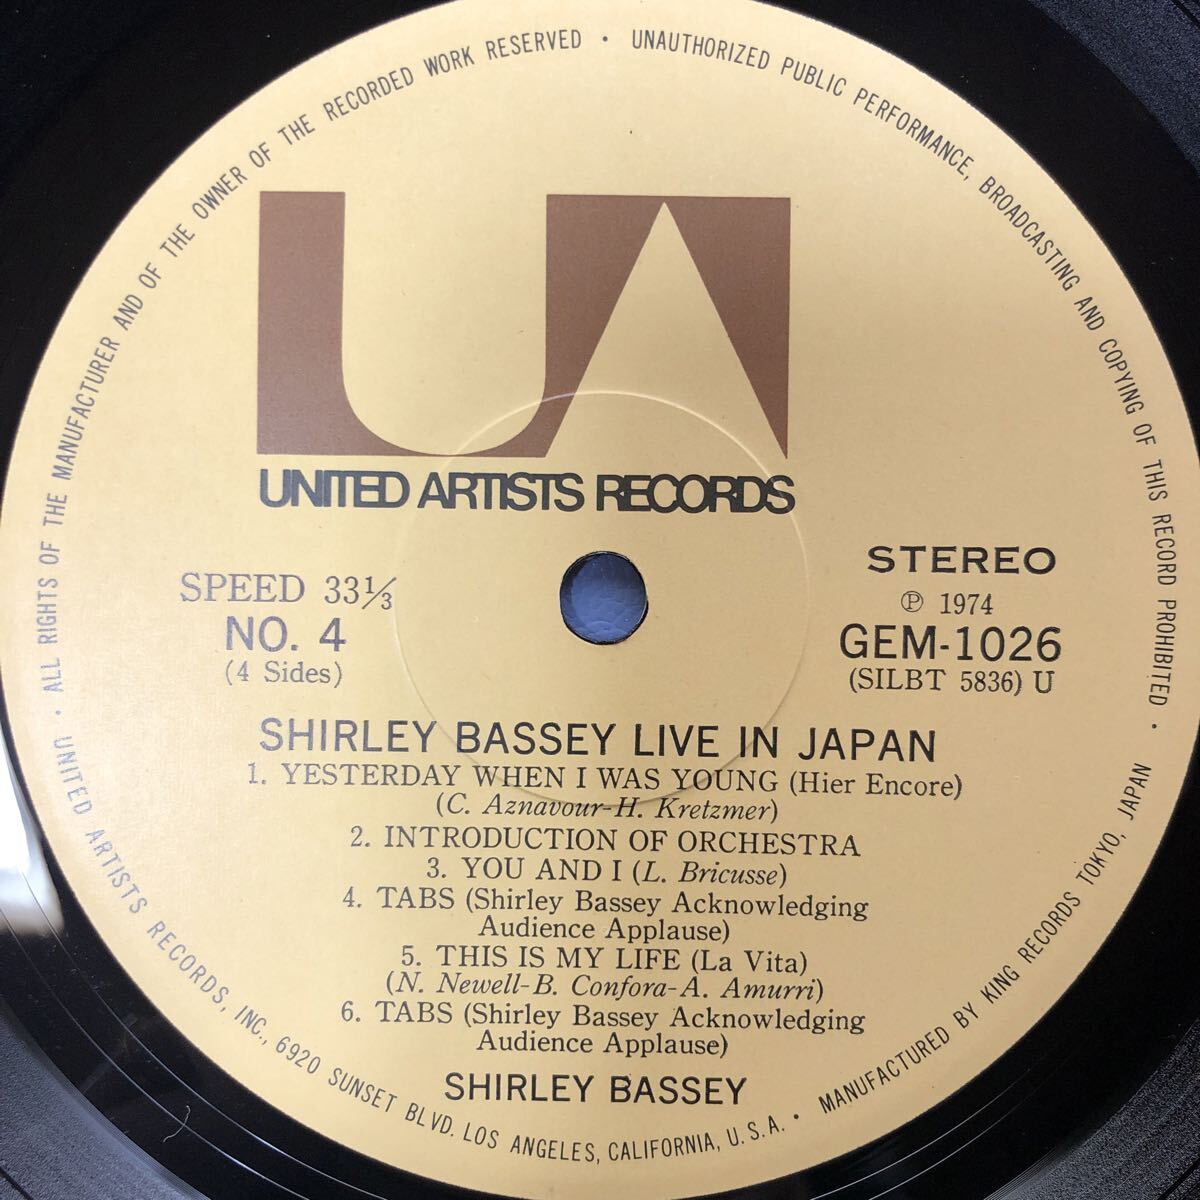 ALL RIGHTS OF THE MANUFACTURER AND OF THE OWNER OF THE RECORDED WORK RESERVED · UNAUTHORIZED PUBLIC PERFORMANCE, BROADCASTING AND COPYING OF THIS RECORD PROHIBITED ·
UA
UNITED ARTISTS RECORDS
SPEED 33⅓
NO. 4
(4 Sides)
STEREO
Ⓟ 1974
GEM-1026
(SILBT 5836) U
SHIRLEY BASSEY LIVE IN JAPAN
1. YESTERDAY WHEN I WAS YOUNG (Hier Encore)
(C. Aznavour-H. Kretzmer)
2. INTRODUCTION OF ORCHESTRA
3. YOU AND I (L. Bricusse)
4. TABS (Shirley Bassey Acknowledging
Audience Applause)
5. THIS IS MY LIFE (La Vita)
(N. Newell-B. Confora-A. Amurri)
6. TABS (Shirley Bassey Acknowledging
Audience Applause)
SHIRLEY BASSEY
· UNITED ARTISTS RECORDS, INC., 6920 SUNSET BLVD. LOS ANGELES, CALIFORNIA, U.S.A. · MANUFACTURED BY KING RECORDS TOKYO, JAPAN